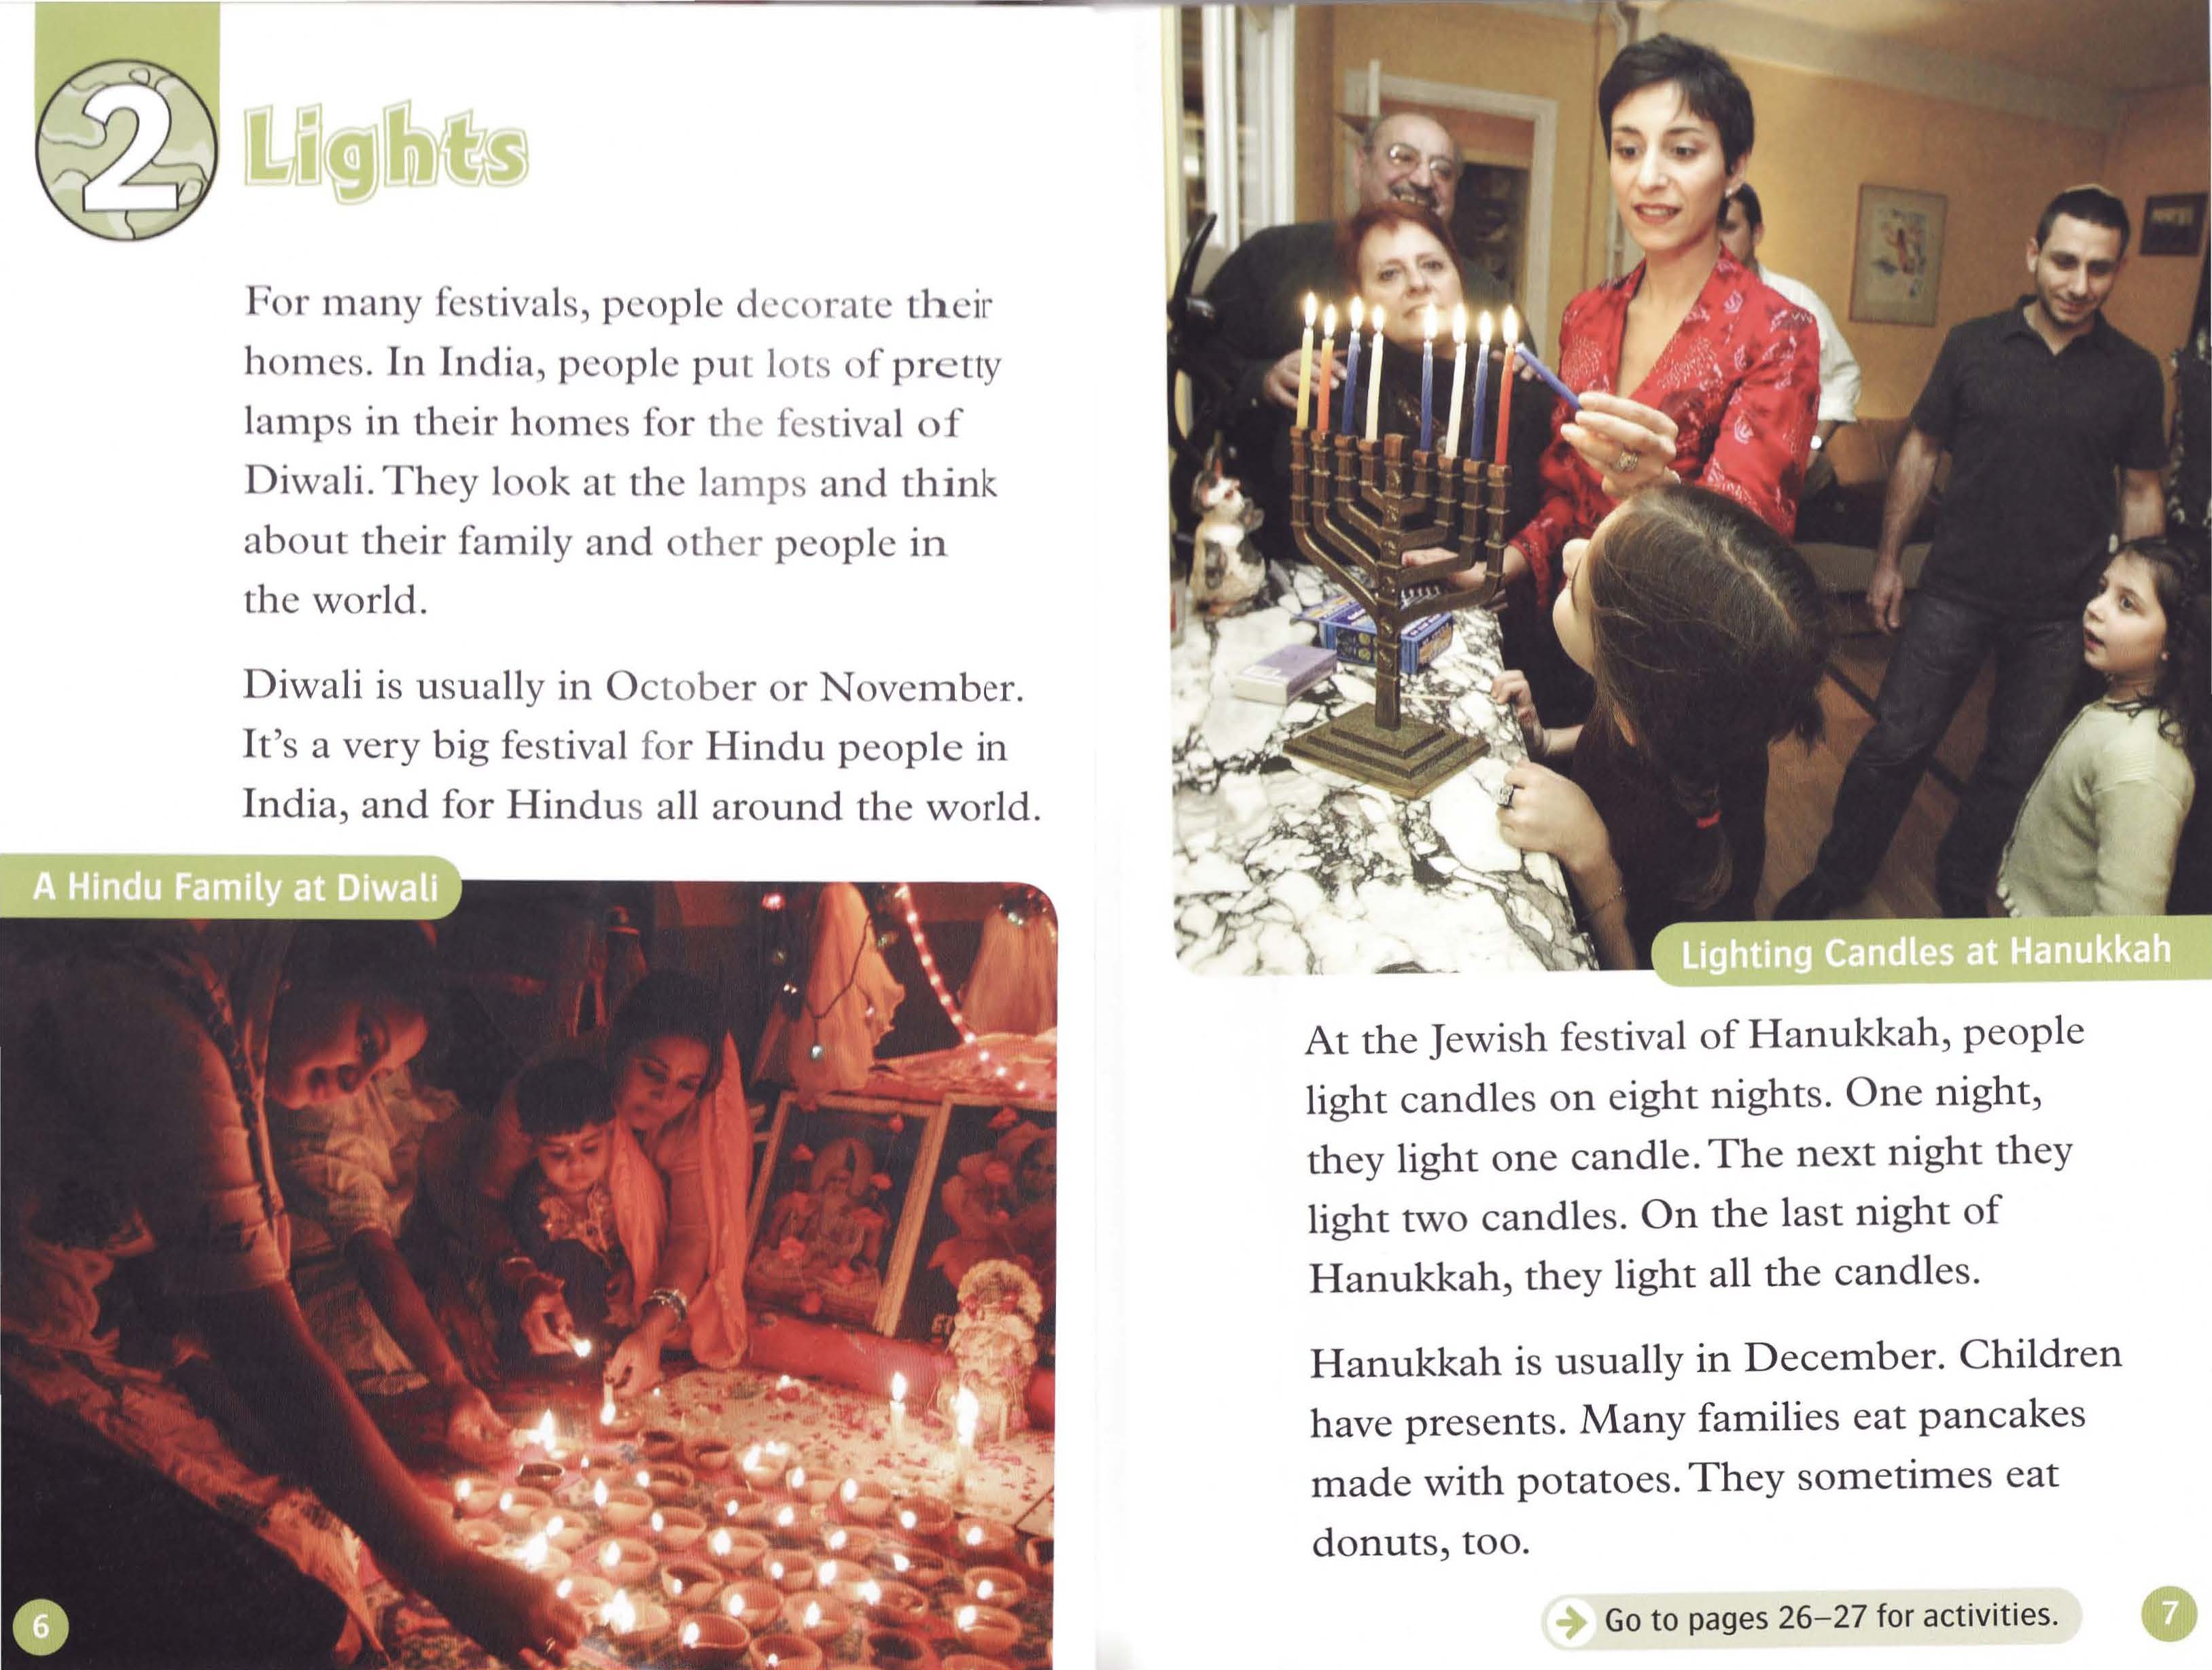 2
Lights
For many festivals, people decorate their
homes. In India, people put lots of pretty
lamps in their homes for the festival of
Diwali. They look at the lamps and think
about their family and other people in
the world.
Diwali is usually in October or November.
It's a very big festival for Hindu people in
India, and for Hindus all around the world.
A Hindu Family at Diwali
6
Lighting Candles at Hanukkah
At the Jewish festival of Hanukkah, people
light candles on eight nights. One night,
they light one candle. The next night they
light two candles. On the last night of
Hanukkah, they light all the candles.
Hanukkah is usually in December. Children
have presents. Many families eat pancakes
made with potatoes. They sometimes eat
donuts, too.
Go to pages 26–27 for activities.
7